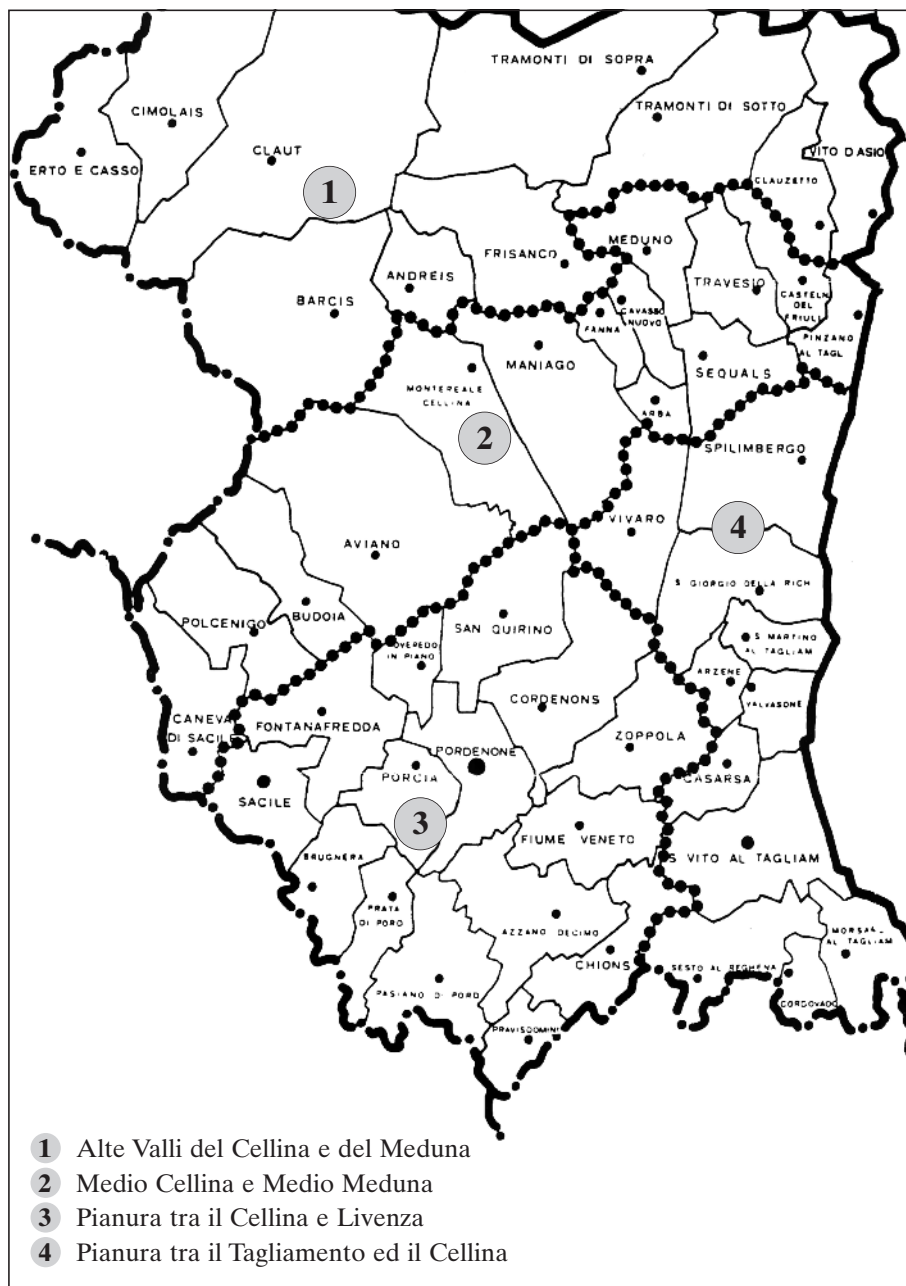 TRAMONTI DI SOPRA
CIMOLAIS
TRAMONTI DI SOTTO
CLAUT
VITO D'ASIO
ERTO E CASSO
CLAUZETTO
1
MEDUNO
FRISANCO
ANDREIS
TRAVESIO
BARCIS
CASTELN.
DEL
FRIULI
CAVASSO
NUOVO
FANNA
PINZANO
AL TAGL
MANIAGO
SEQUALS
MONTEREALE
CELLINA
ARBA
2
SPILIMBERGO
VIVARO
4
AVIANO
S GIORGIO DELLA RICH
BUDOIA
POLCENIGO
SAN QUIRINO
S MARTINO
AL TAGLIAM
OVEREDO
IN PIANO
ARZENE
CORDENONS
VALVASONE
CANEVA
DI SACILE
FONTANAFREDDA
ZOPPOLA
PORDENONE
PORCIA
CASARSA
SACILE
3
FIUME VENETO
S VITO AL TAGLIAM
BRUGNERA
PRATA
DI PORD
AZZANO DECIMO
MORSA
AL TAGLIAM
CHIONS
SESTO AL REGHENA
PASIANO DI PORD
CORDOVADO
PRAVISDOMINI
1 Alte Valli del Cellina e del Meduna
2 Medio Cellina e Medio Meduna
3 Pianura tra il Cellina e Livenza
4 Pianura tra il Tagliamento ed il Cellina